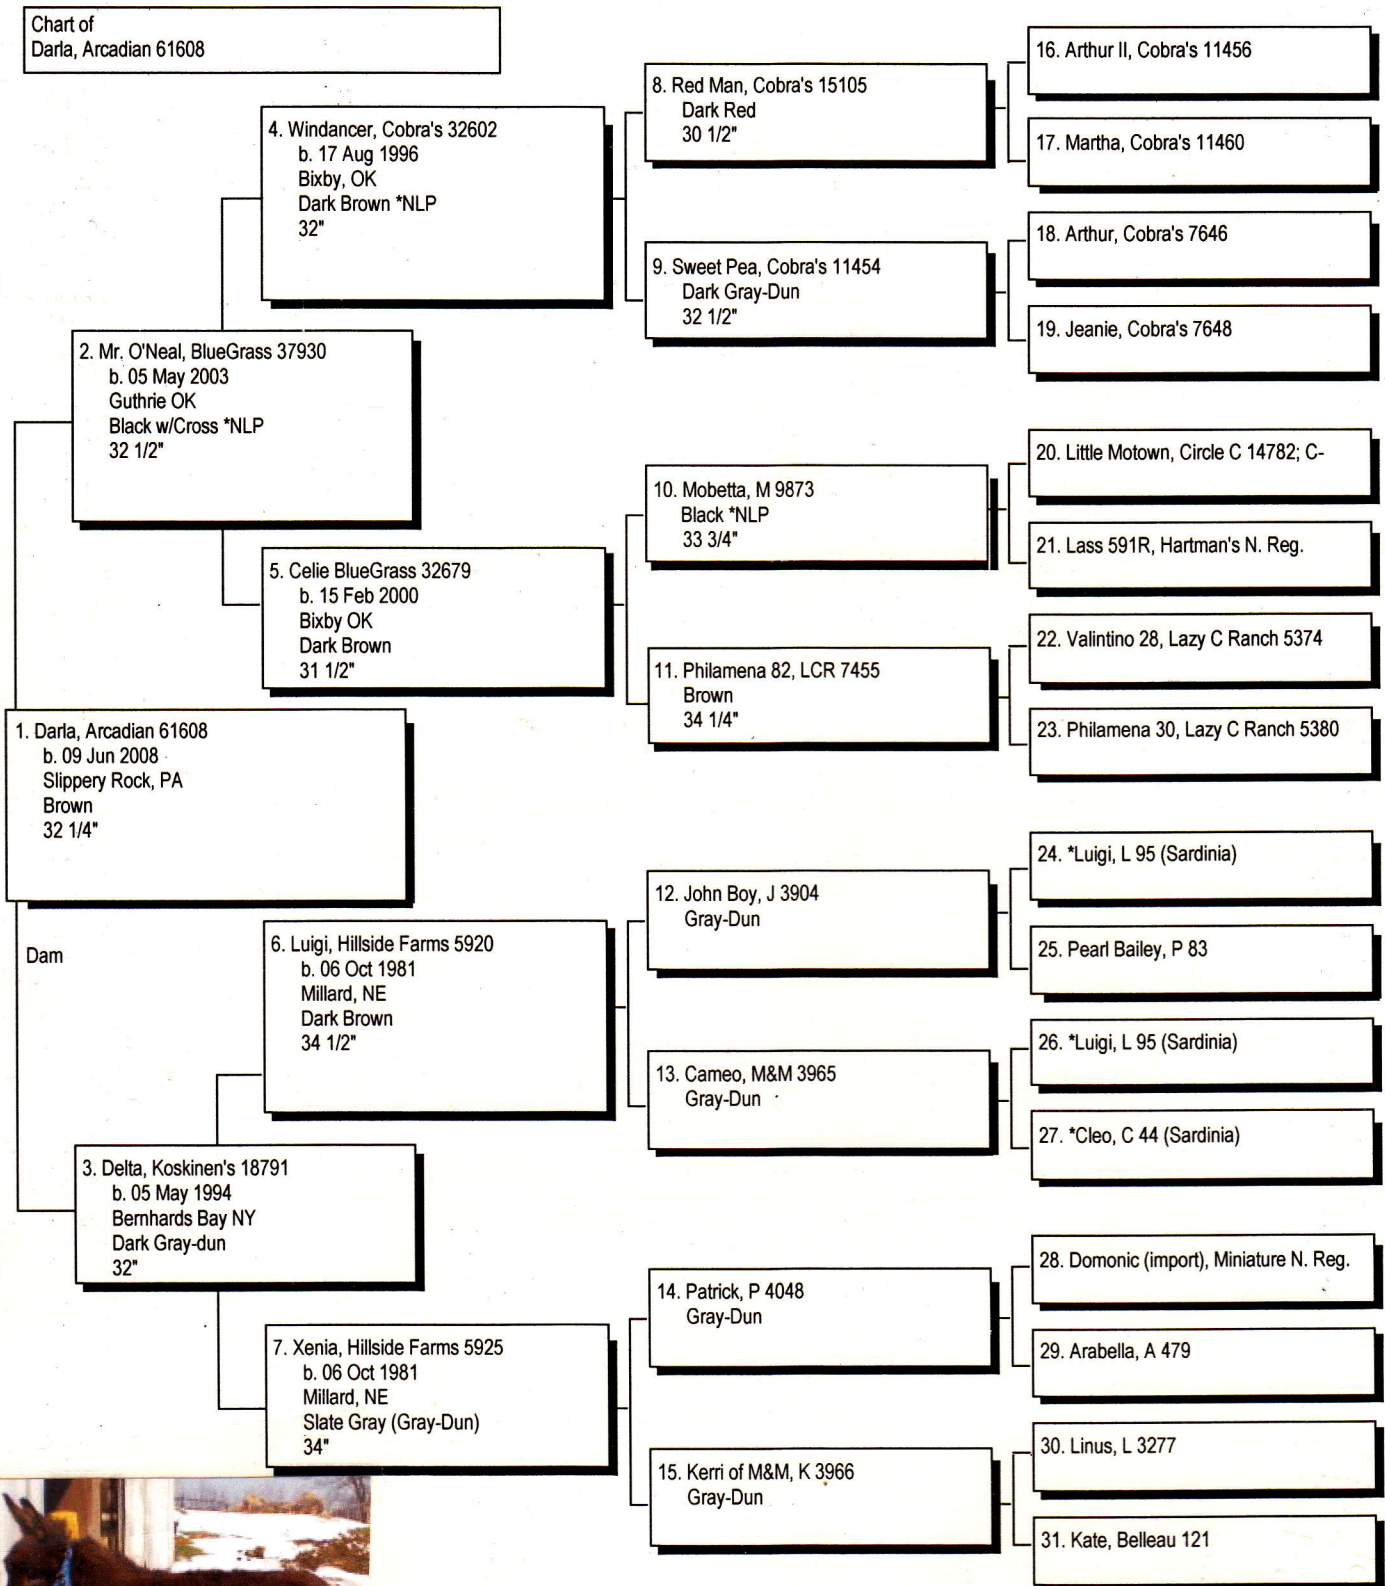 Chart of
Darla, Arcadian 61608
1. Darla, Arcadian 61608
b. 09 Jun 2008
Slippery Rock, PA
Brown
32 1/4"
Dam
2. Mr. O'Neal, BlueGrass 37930
b. 05 May 2003
Guthrie OK
Black w/Cross *NLP
32 1/2"
3. Delta, Koskinen's 18791
b. 05 May 1994
Bernhards Bay NY
Dark Gray-dun
32"
4. Windancer, Cobra's 32602
b. 17 Aug 1996
Bixby, OK
Dark Brown *NLP
32"
5. Celie BlueGrass 32679
b. 15 Feb 2000
Bixby OK
Dark Brown
31 1/2"
6. Luigi, Hillside Farms 5920
b. 06 Oct 1981
Millard, NE
Dark Brown
34 1/2"
7. Xenia, Hillside Farms 5925
b. 06 Oct 1981
Millard, NE
Slate Gray (Gray-Dun)
34"
8. Red Man, Cobra's 15105
Dark Red
30 1/2"
9. Sweet Pea, Cobra's 11454
Dark Gray-Dun
32 1/2"
10. Mobetta, M 9873
Black *NLP
33 3/4"
11. Philamena 82, LCR 7455
Brown
34 1/4"
12. John Boy, J 3904
Gray-Dun
13. Cameo, M&M 3965
Gray-Dun
14. Patrick, P 4048
Gray-Dun
15. Kerri of M&M, K 3966
Gray-Dun
16. Arthur II, Cobra's 11456
17. Martha, Cobra's 11460
18. Arthur, Cobra's 7646
19. Jeanie, Cobra's 7648
20. Little Motown, Circle C 14782; C-
21. Lass 591R, Hartman's N. Reg.
22. Valintino 28, Lazy C Ranch 5374
23. Philamena 30, Lazy C Ranch 5380
24. *Luigi, L 95 (Sardinia)
25. Pearl Bailey, P 83
26. *Luigi, L 95 (Sardinia)
27. *Cleo, C 44 (Sardinia)
28. Domonic (import), Miniature N. Reg.
29. Arabella, A 479
30. Linus, L 3277
31. Kate, Belleau 121